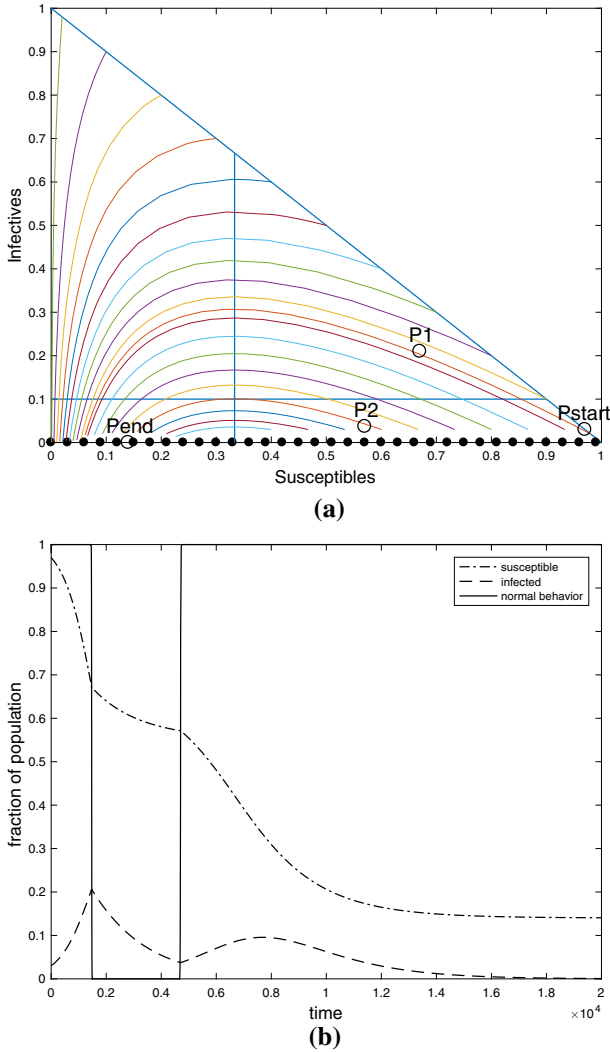 1
0.9
0.8
0.7
0.6
0.5
0.4
0.3
0.2
0.1
0
Infectives
P1
P2
Pstart
Pend
0 0.1 0.2 0.3 0.4 0.5 0.6 0.7 0.8 0.9 1
Susceptibles
(a)
1
0.9
0.8
0.7
0.6
0.5
0.4
0.3
0.2
0.1
0
fraction of population
susceptible
infected
normal behavior
0 0.2 0.4 0.6 0.8 1 1.2 1.4 1.6 1.8 2
time
×10⁴
(b)